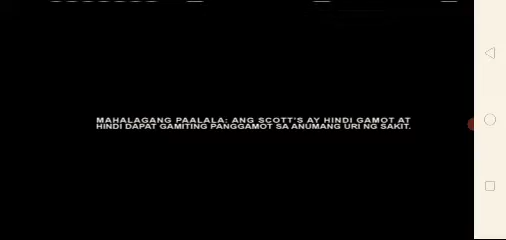 MAHALAGANG PAALALA: ANG SCOTT'S AY HINDI GAMOT AT
HINDI DAPAT GAMITING PANGGAMOT SA ANUMANG URI NG SAKIT.